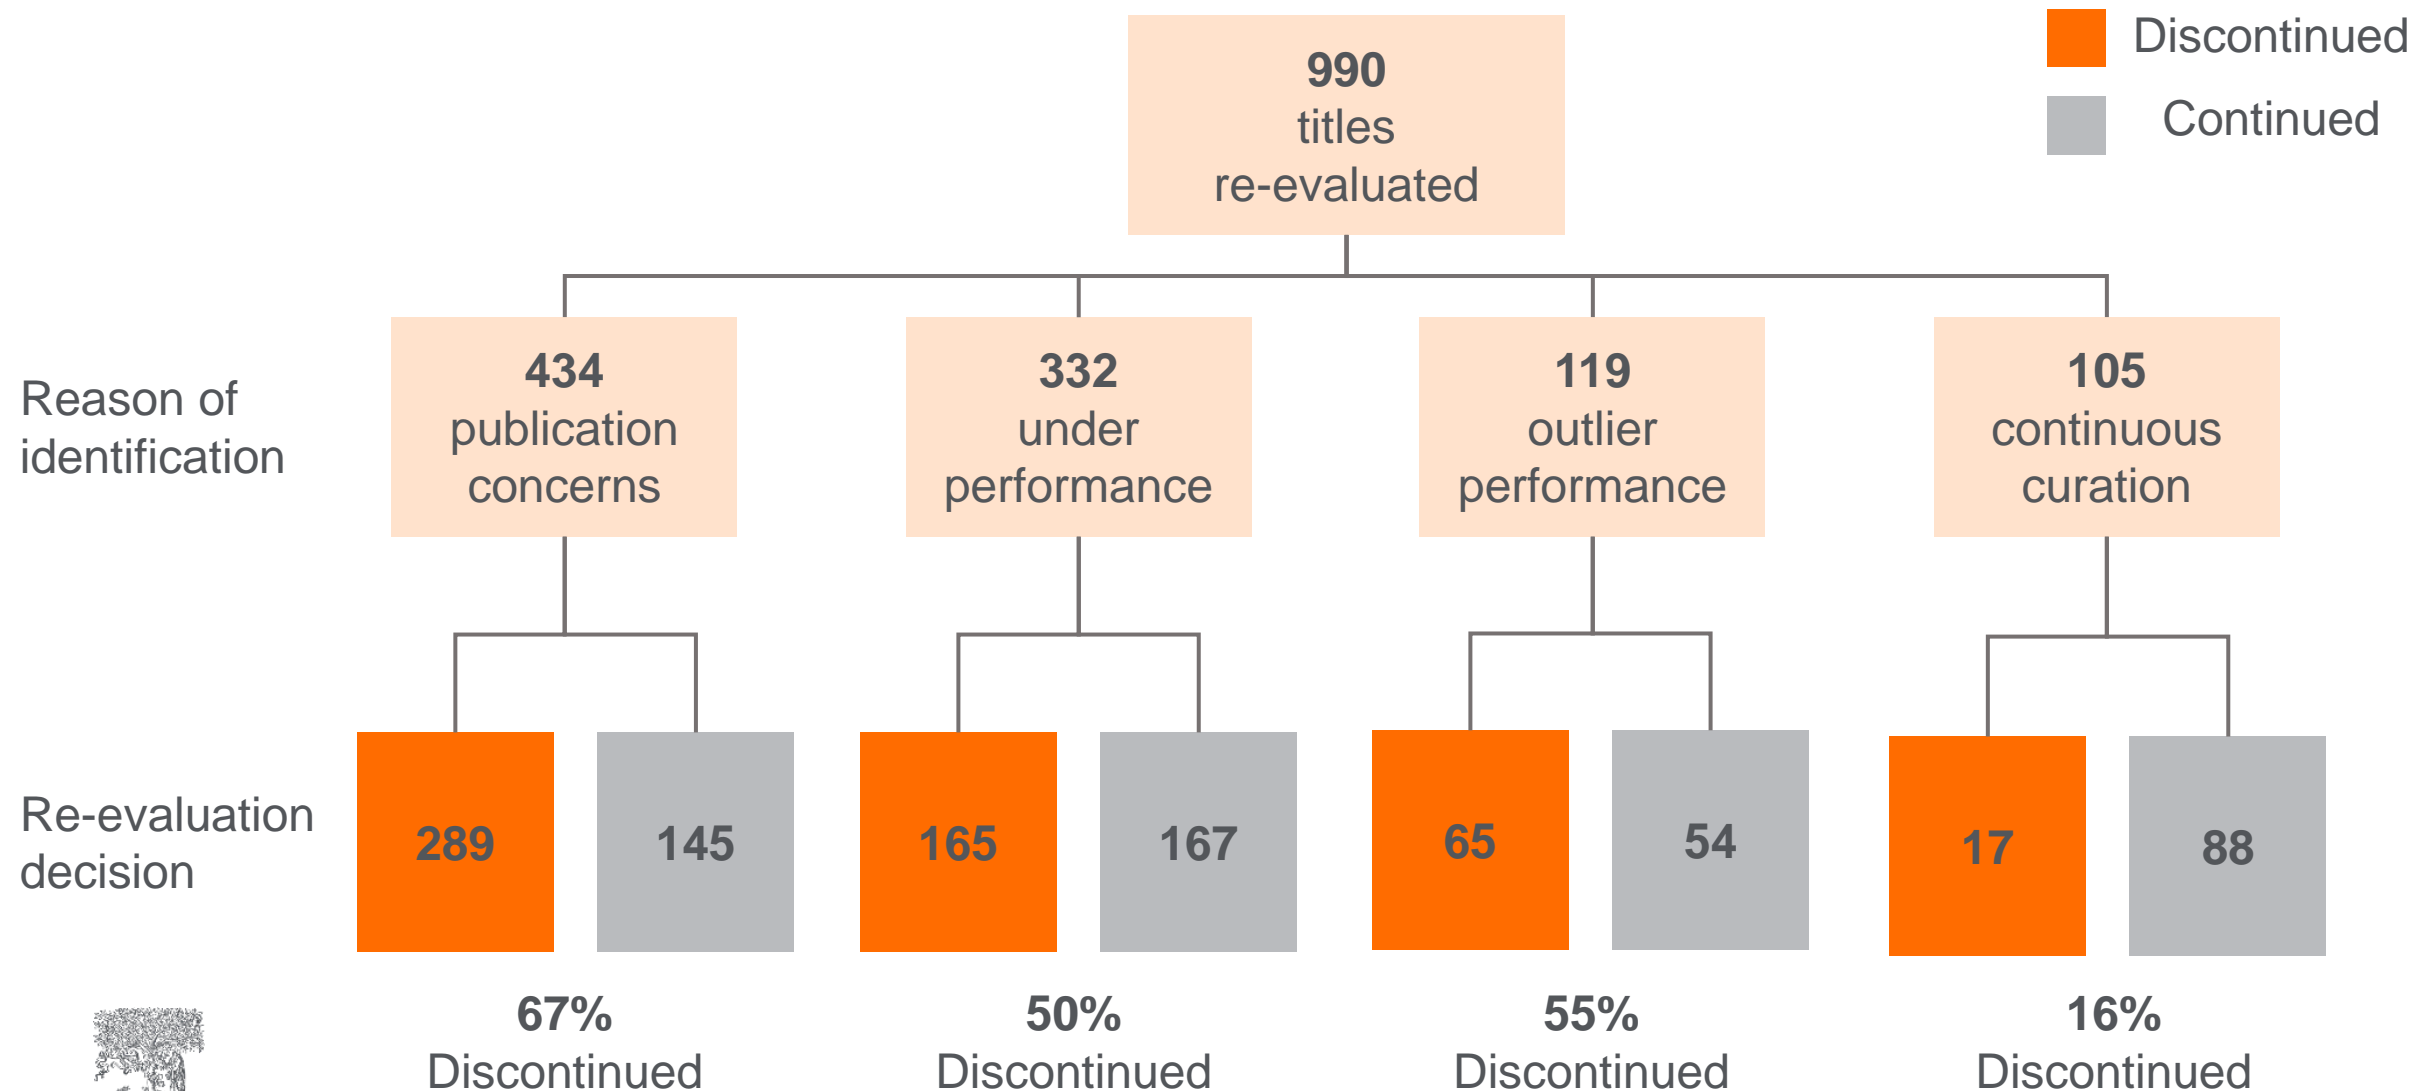 990
titles
re-evaluated
Discontinued
Continued
Reason of
identification
434
publication
concerns
332
under
performance
119
outlier
performance
105
continuous
curation
Re-evaluation
decision
289
145
165
167
65
54
17
88
67%
Discontinued
50%
Discontinued
55%
Discontinued
16%
Discontinued